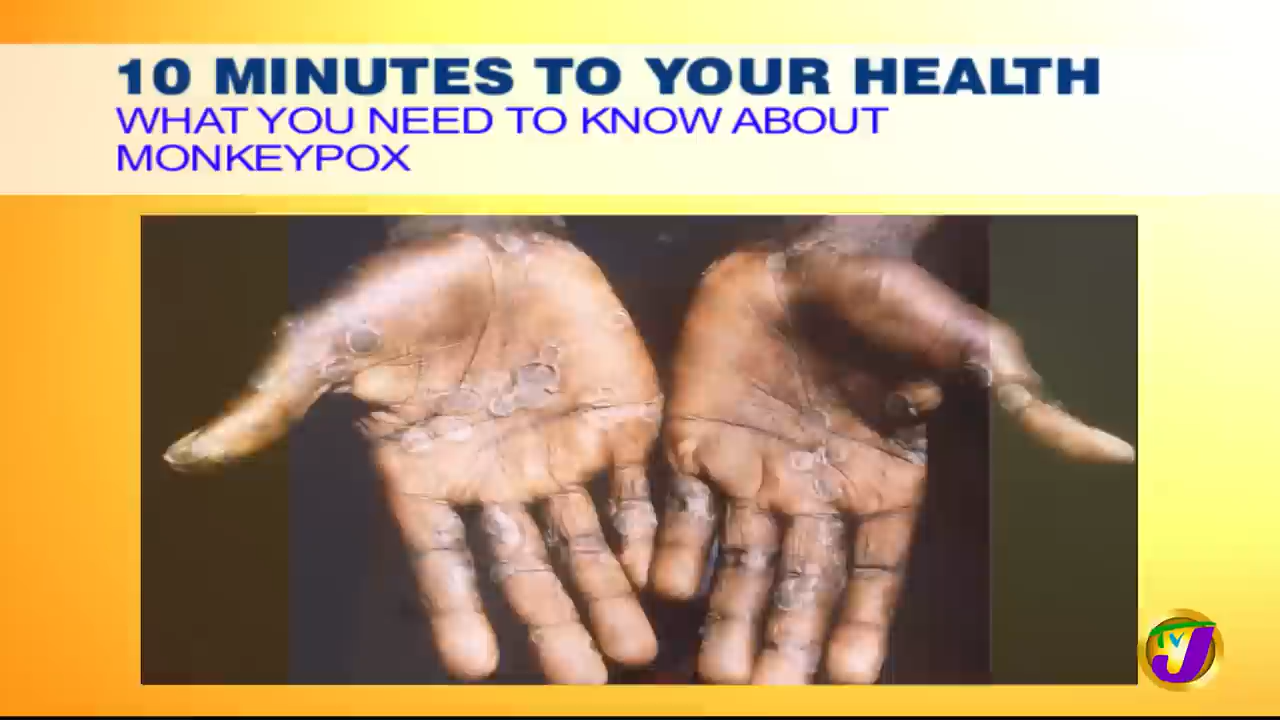 10 MINUTES TO YOUR HEALTH
WHAT YOU NEED TO KNOW ABOUT
MONKEYPOX
TVJ